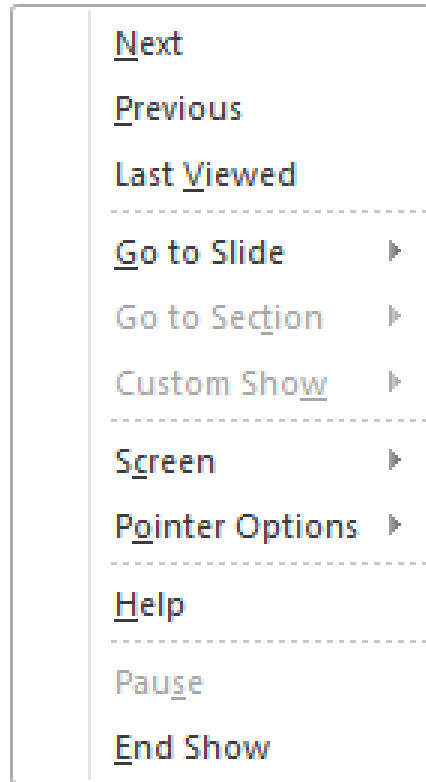 Next
Previous
Last Viewed
Go to Slide
Go to Section
Custom Show
Screen
Pointer Options
Help
Pause
End Show